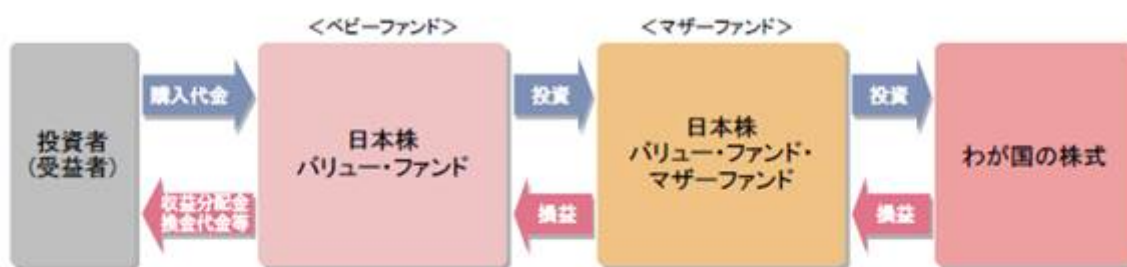 ＜ベビーファンド＞
＜マザーファンド＞
投資者
(受益者)
購入代金
収益分配金
換金代金等
日本株
バリュー・ファンド
投資
損益
日本株
バリュー・ファンド・
マザーファンド
投資
損益
わが国の株式